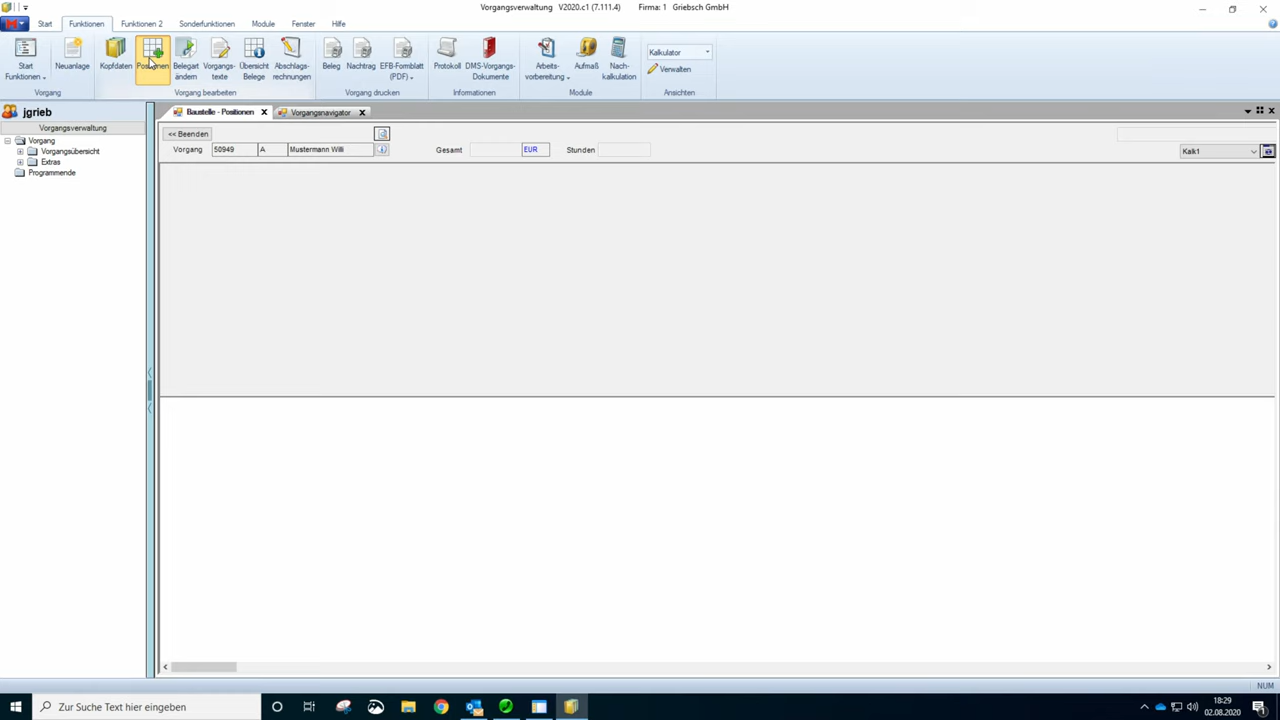 Vorgangsverwaltung V2020.c1 (7.111.4) Firma: 1 Griebsch GmbH
Start Funktionen Funktionen 2 Sonderfunktionen Module Fenster Hilfe
Start Funktionen
Neuanlage
Kopfdaten
Positionen
Belegart ändern
Vorgangs-texte
Übersicht Belege
Abschlags-rechnungen
Beleg
Nachtrag
EFB-Formblatt (PDF)
Protokoll
DMS-Vorgangs-Dokumente
Arbeits-vorbereitung
Aufmaß
Nach-kalkulation
Kalkulator
Verwalten
Vorgang Vorgang bearbeiten Vorgang drucken Informationen Module Ansichten
jgrieb
Baustelle - Positionen Vorgangsnavigator
Vorgangsverwaltung
<< Beenden
Vorgang
Vorgangsübersicht
Extras
Programmende
Vorgang 50949 A Mustermann Willi Gesamt EUR Stunden Kalk1
NUM
Zur Suche Text hier eingeben
18:29
02.08.2020